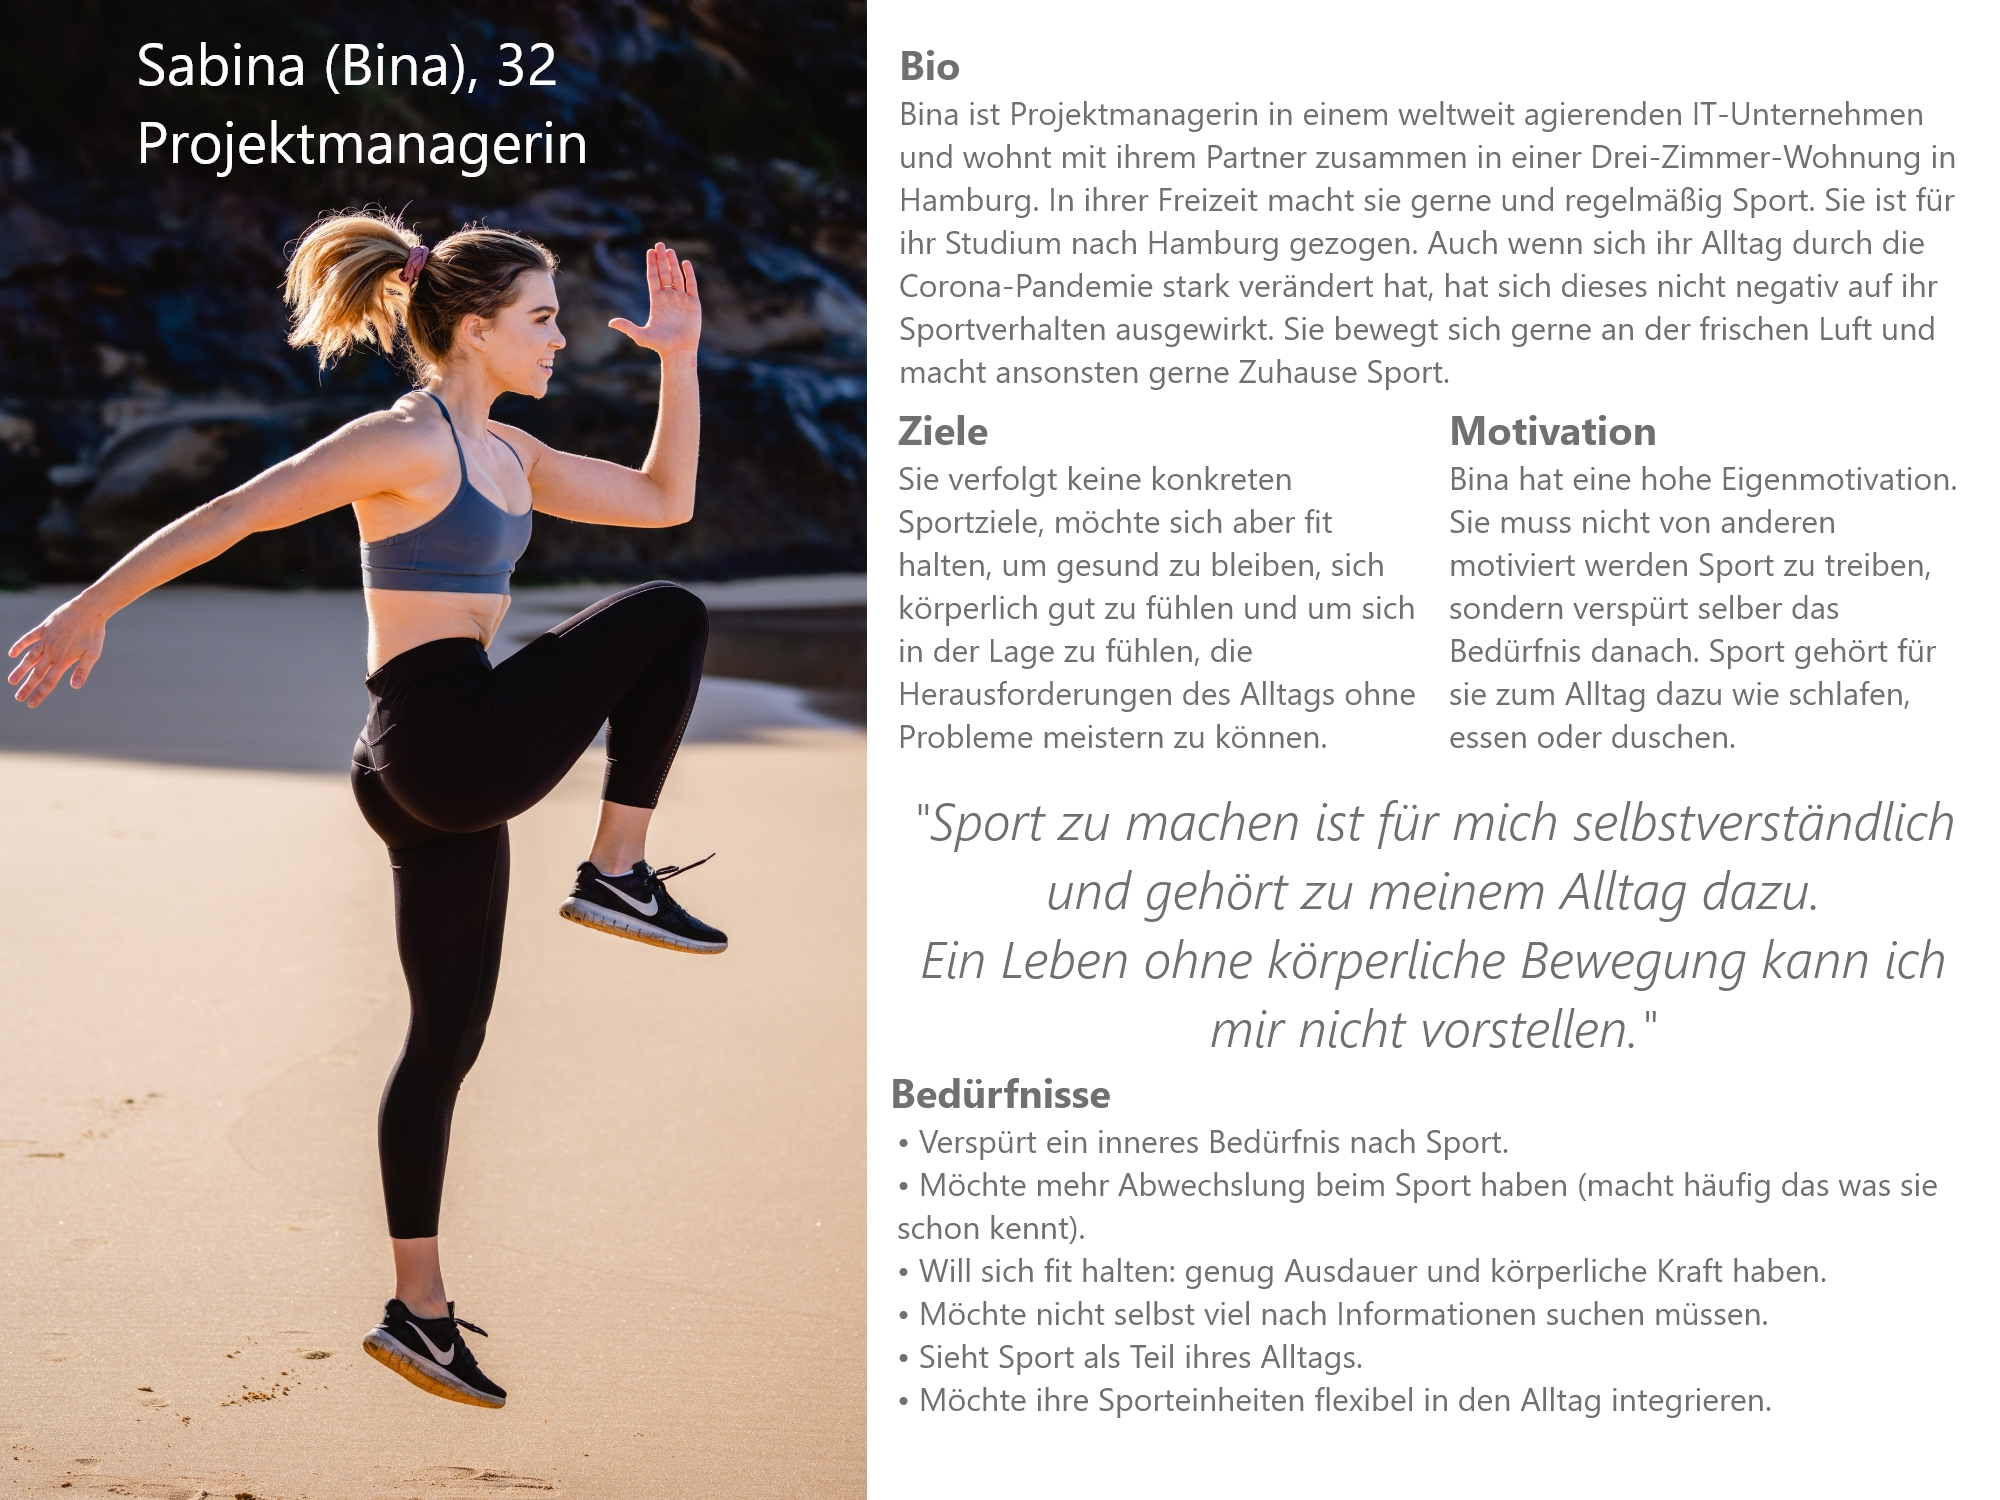 Sabina (Bina), 32
Projektmanagerin
Bio
Bina ist Projektmanagerin in einem weltweit agierenden IT-Unternehmen
und wohnt mit ihrem Partner zusammen in einer Drei-Zimmer-Wohnung in
Hamburg. In ihrer Freizeit macht sie gerne und regelmäßig Sport. Sie ist für
ihr Studium nach Hamburg gezogen. Auch wenn sich ihr Alltag durch die
Corona-Pandemie stark verändert hat, hat sich dieses nicht negativ auf ihr
Sportverhalten ausgewirkt. Sie bewegt sich gerne an der frischen Luft und
macht ansonsten gerne Zuhause Sport.
Ziele
Sie verfolgt keine konkreten
Sportziele, möchte sich aber fit
halten, um gesund zu bleiben, sich
körperlich gut zu fühlen und um sich
in der Lage zu fühlen, die
Herausforderungen des Alltags ohne
Probleme meistern zu können.
Motivation
Bina hat eine hohe Eigenmotivation.
Sie muss nicht von anderen
motiviert werden Sport zu treiben,
sondern verspürt selber das
Bedürfnis danach. Sport gehört für
sie zum Alltag dazu wie schlafen,
essen oder duschen.
"Sport zu machen ist für mich selbstverständlich
und gehört zu meinem Alltag dazu.
Ein Leben ohne körperliche Bewegung kann ich
mir nicht vorstellen."
Bedürfnisse
• Verspürt ein inneres Bedürfnis nach Sport.
• Möchte mehr Abwechslung beim Sport haben (macht häufig das was sie
schon kennt).
• Will sich fit halten: genug Ausdauer und körperliche Kraft haben.
• Möchte nicht selbst viel nach Informationen suchen müssen.
• Sieht Sport als Teil ihres Alltags.
• Möchte ihre Sporteinheiten flexibel in den Alltag integrieren.